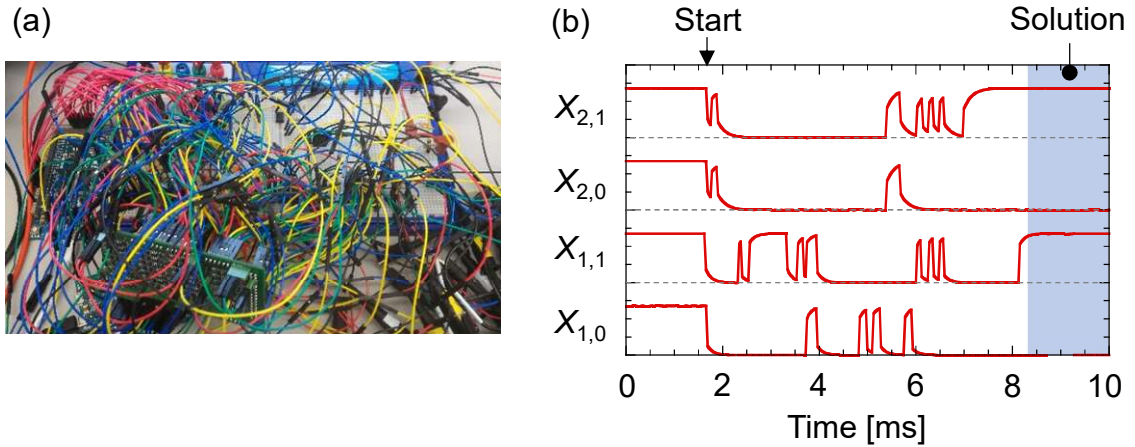 (a)
(b)
Start
Solution
X2,1
X2,0
X1,1
X1,0
0 2 4 6 8 10
Time [ms]